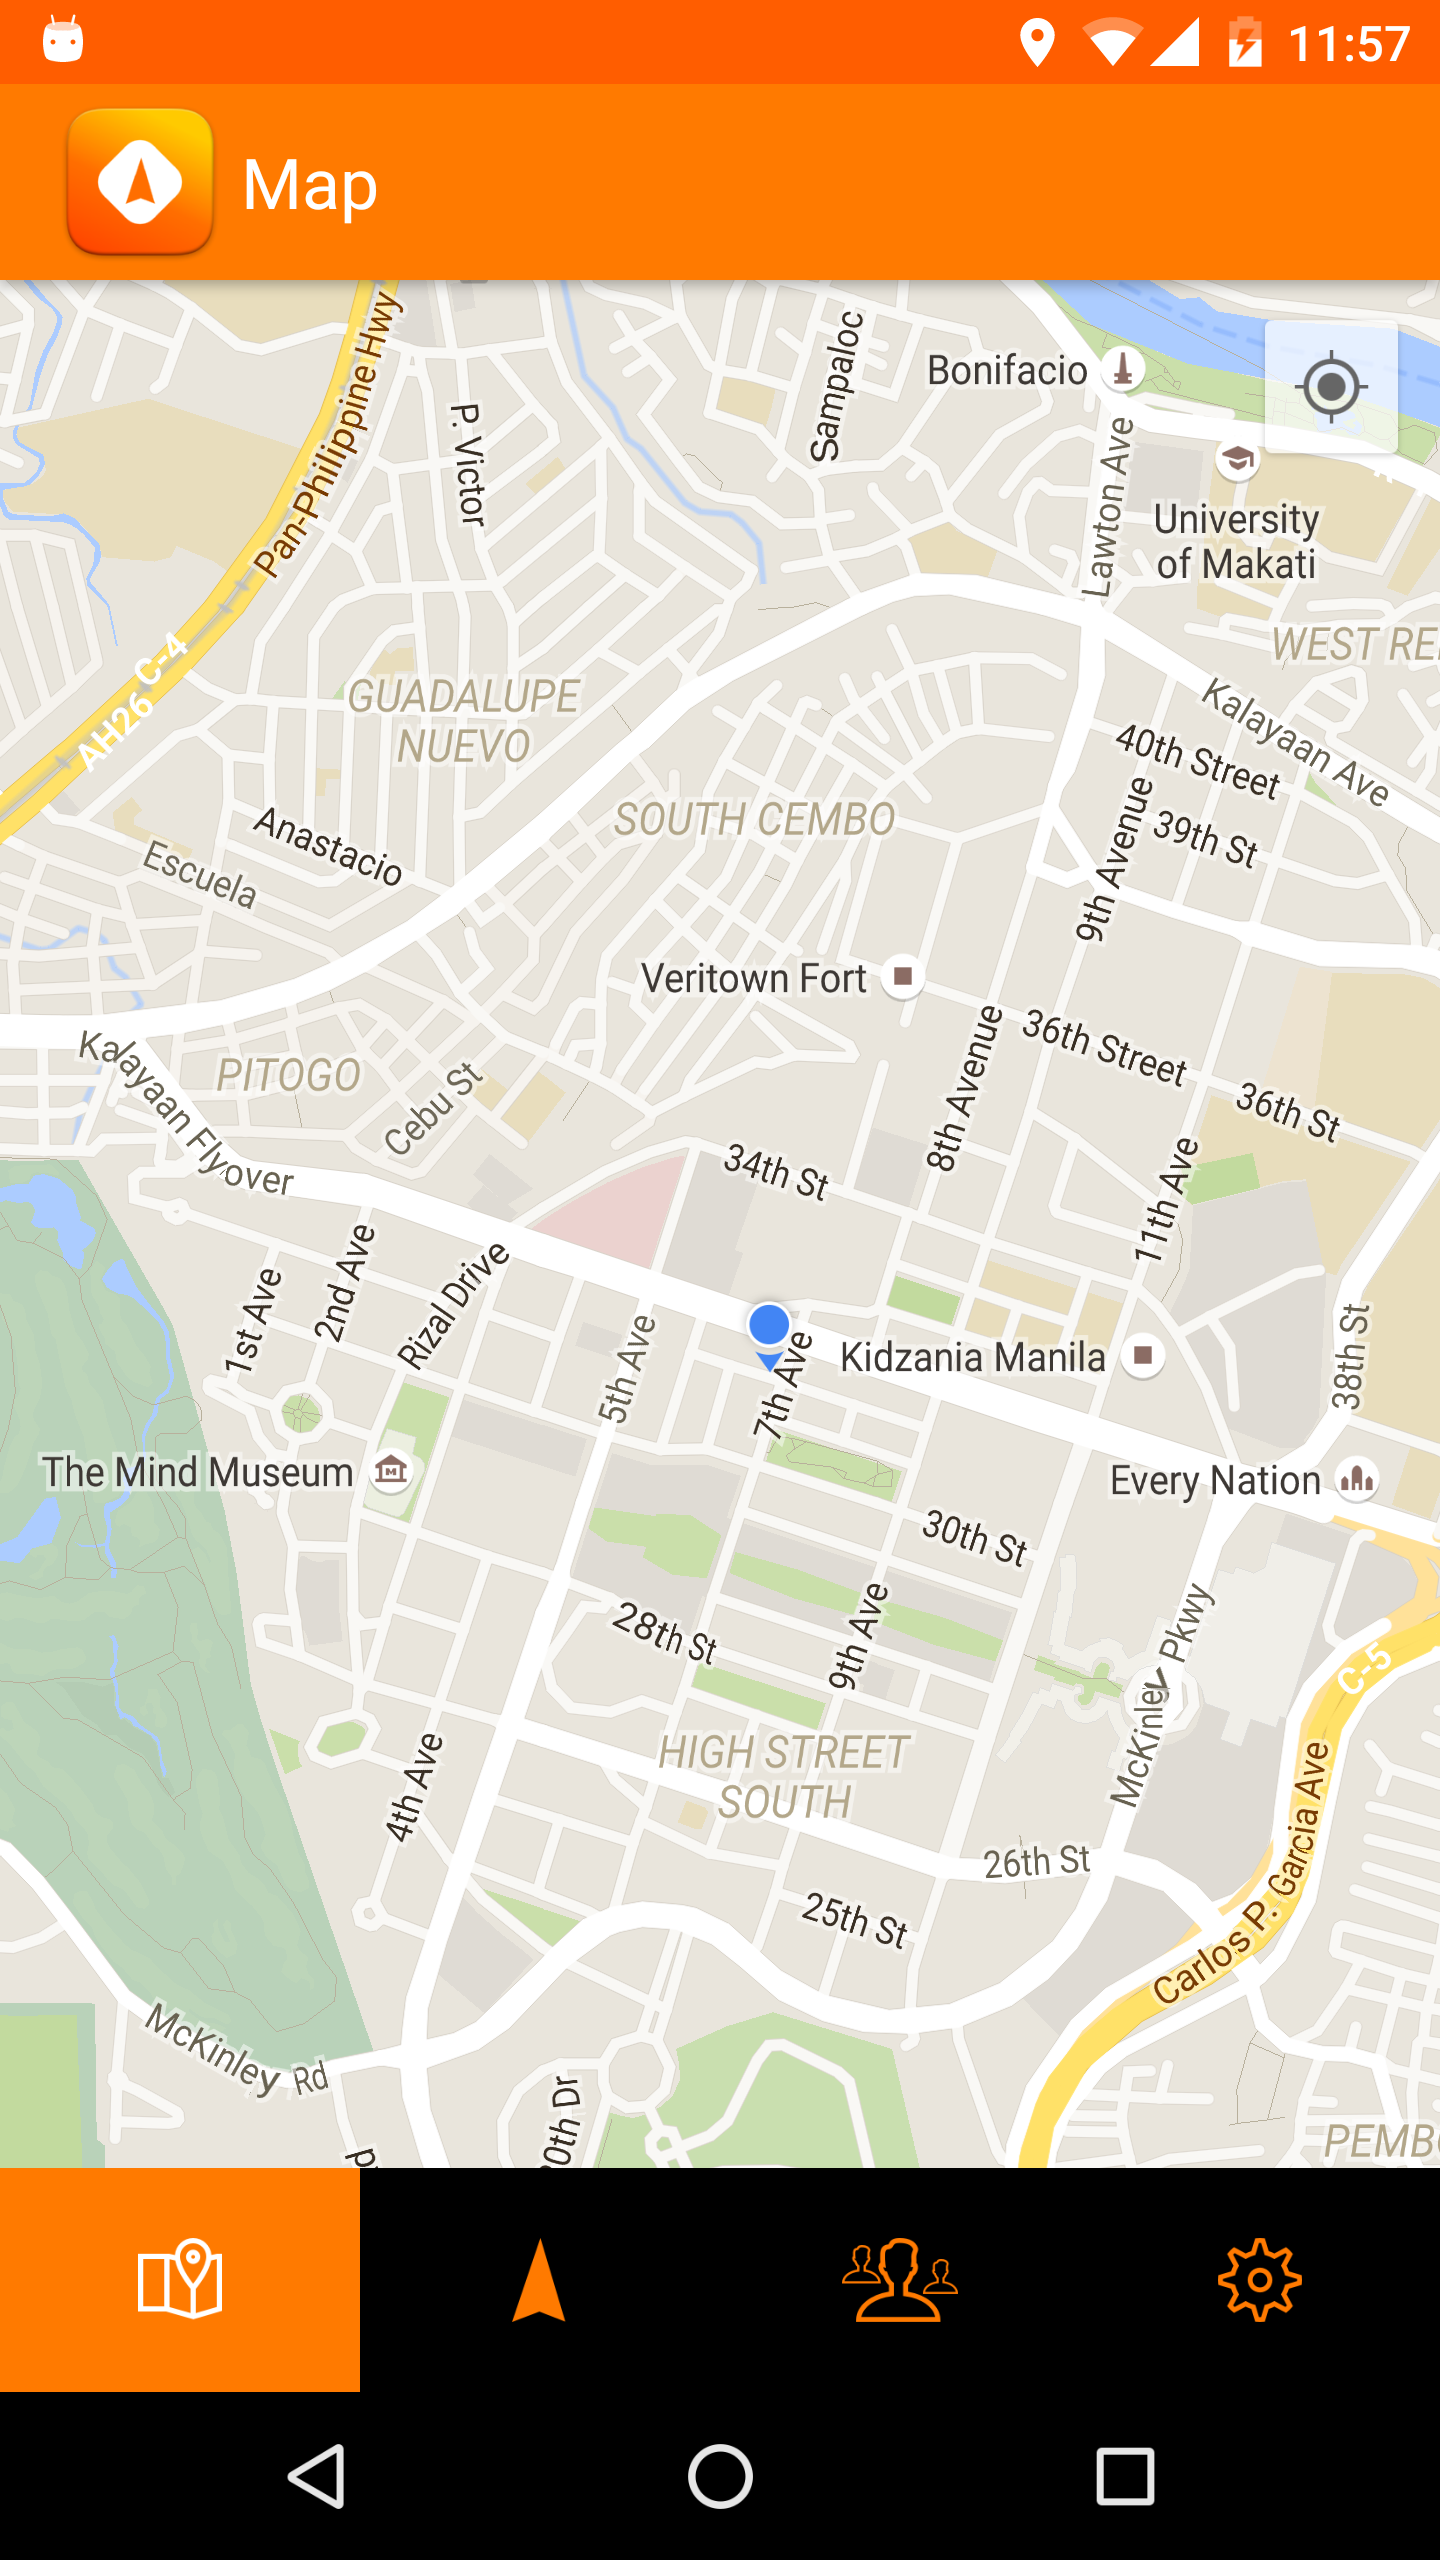 11:57
Map
Pan-Philippine Hwy
P. Victor
Sampaloc
Bonifacio
Lawton Ave
University
of Makati
WEST RE
C-4
AH26
GUADALUPE
NUEVO
Kalayaan Ave
40th Street
39th St
9th Avenue
SOUTH CEMBO
Anastacio
Escuela
Veritown Fort
36th Street
36th St
8th Avenue
Kalayaan Flyover
PITOGO
Cebu St
34th St
11th Ave
1st Ave
2nd Ave
Rizal Drive
5th Ave
7th Ave
Kidzania Manila
38th St
The Mind Museum
Every Nation
30th St
28th St
9th Ave
McKinley Pkwy
C-5
HIGH STREET
SOUTH
4th Ave
Carlos P. Garcia Ave
26th St
25th St
McKinley Rd
PEMB